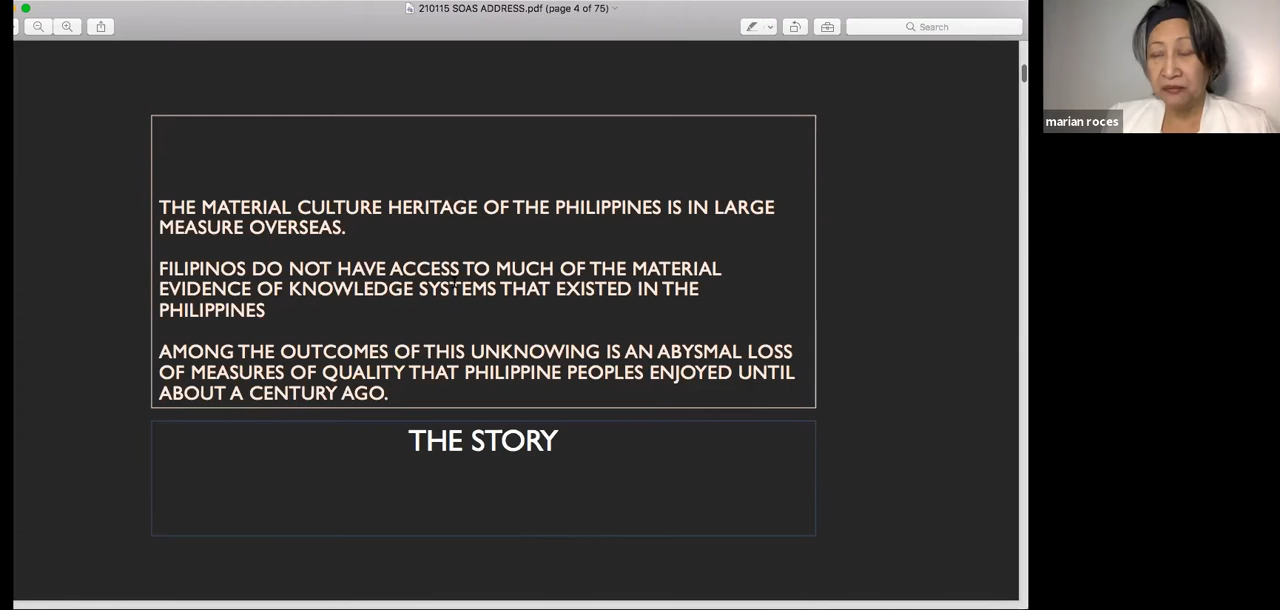 210115 SOAS ADDRESS.pdf (page 4 of 75)
Search
marian roces
THE MATERIAL CULTURE HERITAGE OF THE PHILIPPINES IS IN LARGE
MEASURE OVERSEAS.
FILIPINOS DO NOT HAVE ACCESS TO MUCH OF THE MATERIAL
EVIDENCE OF KNOWLEDGE SYSTEMS THAT EXISTED IN THE
PHILIPPINES
AMONG THE OUTCOMES OF THIS UNKNOWING IS AN ABYSMAL LOSS
OF MEASURES OF QUALITY THAT PHILIPPINE PEOPLES ENJOYED UNTIL
ABOUT A CENTURY AGO.
THE STORY